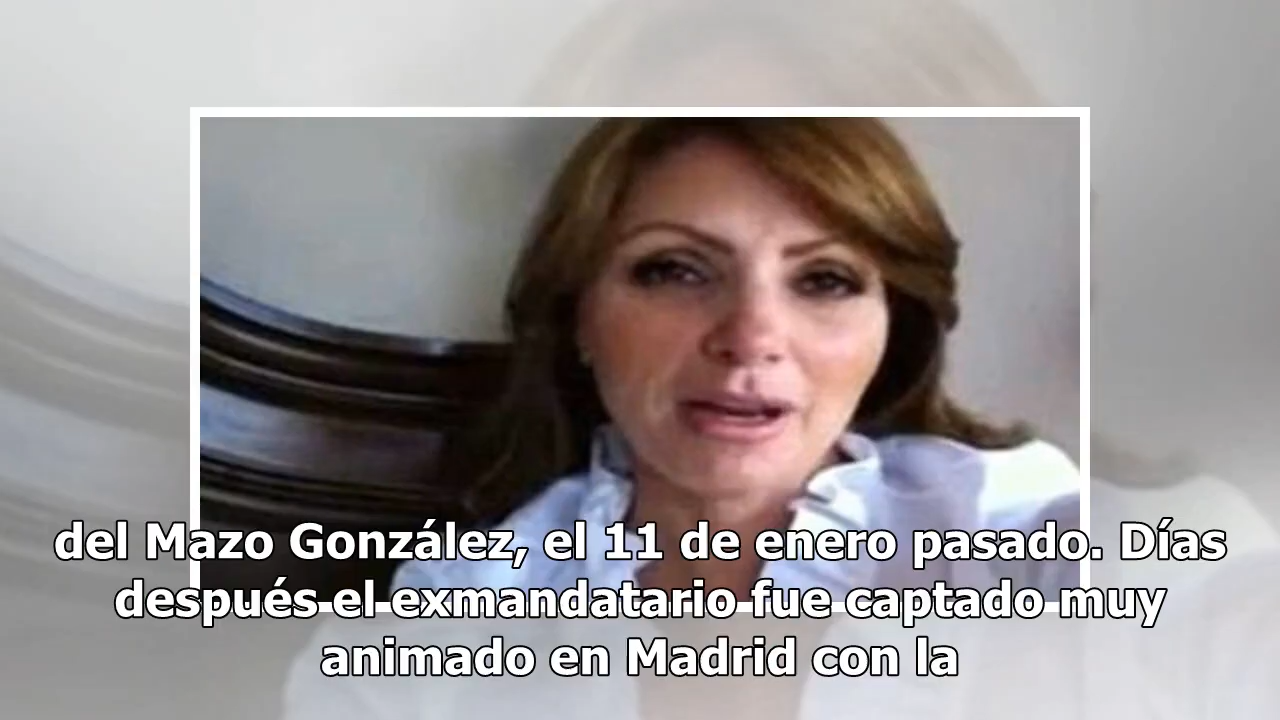 del Mazo González, el 11 de enero pasado. Días
después el exmandatario fue captado muy
animado en Madrid con la